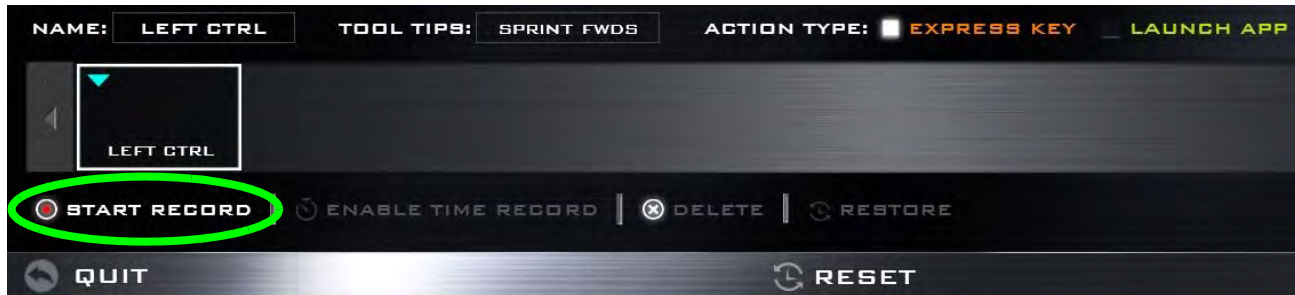 NAME: LEFT CTRL TOOL TIPS: SPRINT FWDS ACTION TYPE: EXPRESS KEY LAUNCH APP
LEFT CTRL
START RECORD ENABLE TIME RECORD DELETE RESTORE
QUIT RESET